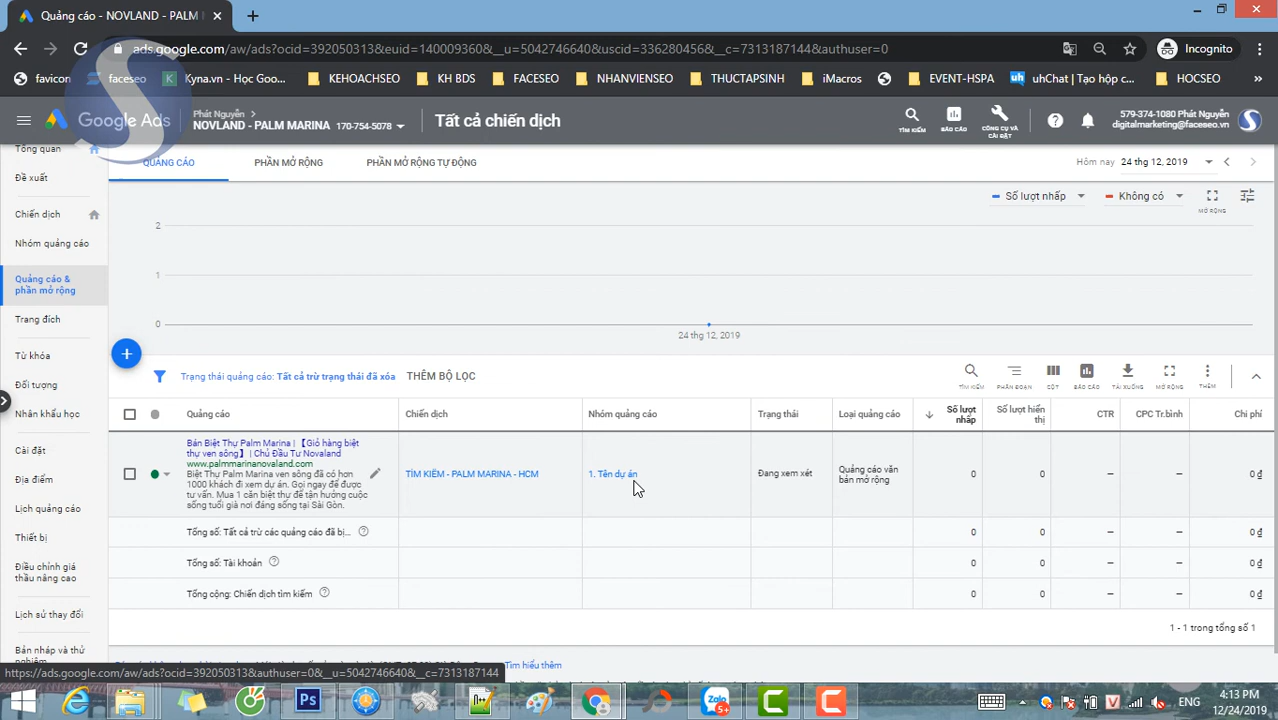 Quảng cáo - NOVLAND - PALM M
ads.google.com/aw/ads?ocid=392050313&euid=1400093360&__u=5042746640&uscid=336280456&__c=7313187144&authuser=0
Incognito
favicon
faceseo
Kyna.vn - Học Goo...
KEHOACHSEO
KH BDS
FACESEO
NHANVIENSEO
THUCTAPSINH
iMacros
EVENT-HSPA
uhChat | Tạo hộp c...
HOCSEO
»
Google Ads
Phát Nguyễn
NOVLAND - PALM MARINA 170-754-5078
Tất cả chiến dịch
TÌM KIẾM
BÁO CÁO
CÔNG CỤ VÀ
CÀI ĐẶT
579-374-1080 Phát Nguyễn
digitalmarketing@faceseo.vn
Tổng quan
Đề xuất
Chiến dịch
Nhóm quảng cáo
Quảng cáo &
phần mở rộng
Trang đích
Từ khóa
Đối tượng
Nhân khẩu học
Cài đặt
Địa điểm
Lịch quảng cáo
Thiết bị
Điều chỉnh giá
thầu nâng cao
Lịch sử thay đổi
Bản nháp và thử
nghiệm
QUẢNG CÁO
PHẦN MỞ RỘNG
PHẦN MỞ RỘNG TỰ ĐỘNG
Hôm nay 24 thg 12, 2019
Số lượt nhấp
Không có
MỞ RỘNG
2
1
0
24 thg 12, 2019
Trạng thái quảng cáo: Tất cả trừ trạng thái đã xóa
THÊM BỘ LỌC
TÌM KIẾM
PHÂN ĐOẠN
CỘT
BÁO CÁO
TẢI XUỐNG
MỞ RỘNG
THÊM
Quảng cáo
Chiến dịch
Nhóm quảng cáo
Trạng thái
Loại quảng cáo
Số lượt
nhấp
Số lượt hiển
thị
CTR
CPC Tr.bình
Chi phí
Bán Biệt Thự Palm Marina | 【Giỏ hàng biệt
thự ven sông】 | Chủ Đầu Tư Novaland
www.palmmarinanovaland.com
Biệt Thự Palm Marina ven sông đã có hơn
1000 khách đi xem dự án. Gọi ngay để được
tư vấn. Mua 1 căn biệt thự để tận hưởng cuộc
sống tuổi già nơi đáng sống tại Sài Gòn.
TÌM KIẾM - PALM MARINA - HCM
1. Tên dự án
Đang xem xét
Quảng cáo văn
bản mở rộng
0
0
–
–
0 ₫
Tổng số: Tất cả trừ các quảng cáo đã bị...
0
0
–
–
0 ₫
Tổng số: Tài khoản
0
0
–
–
0 ₫
Tổng cộng: Chiến dịch tìm kiếm
0
0
–
–
0 ₫
1 - 1 trong tổng số 1
Tìm hiểu thêm
https://ads.google.com/aw/ads?ocid=392050313&authuser=0&__u=5042746640&__c=7313187144
Ps
5+
ENG
4:13 PM
12/24/2019